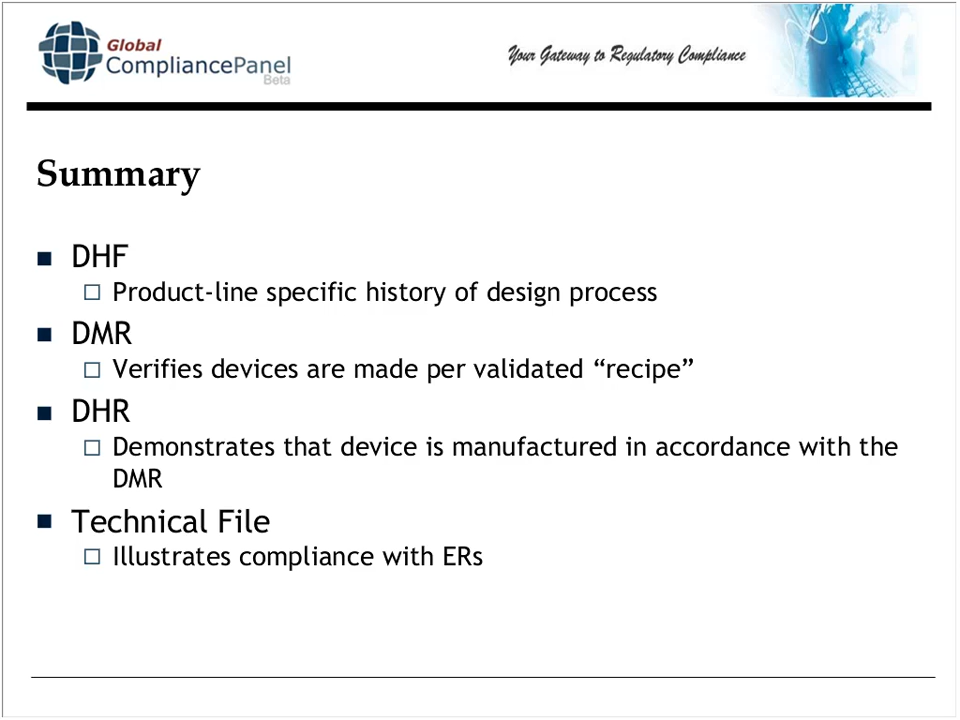 Global
CompliancePanel
Beta
Your Gateway to Regulatory Compliance
Summary
DHF
Product-line specific history of design process
DMR
Verifies devices are made per validated “recipe”
DHR
Demonstrates that device is manufactured in accordance with the
DMR
Technical File
Illustrates compliance with ERs